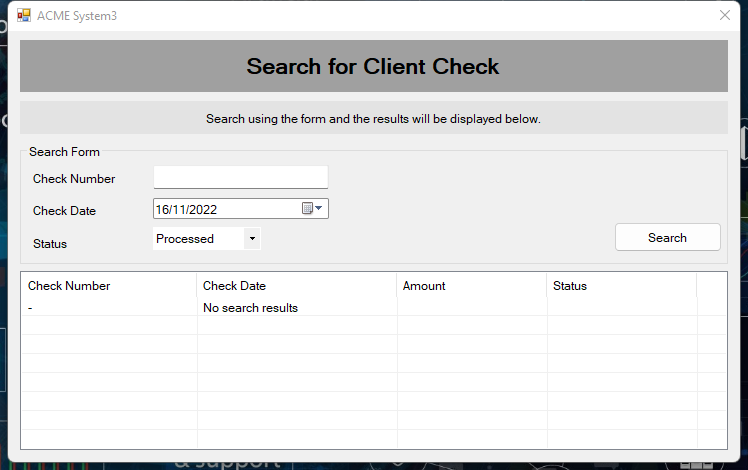 ACME System3
Search for Client Check
Search using the form and the results will be displayed below.
Search Form
Check Number
Check Date 16/11/2022
Status Processed
Search
Check Number Check Date Amount Status
- No search results
& support